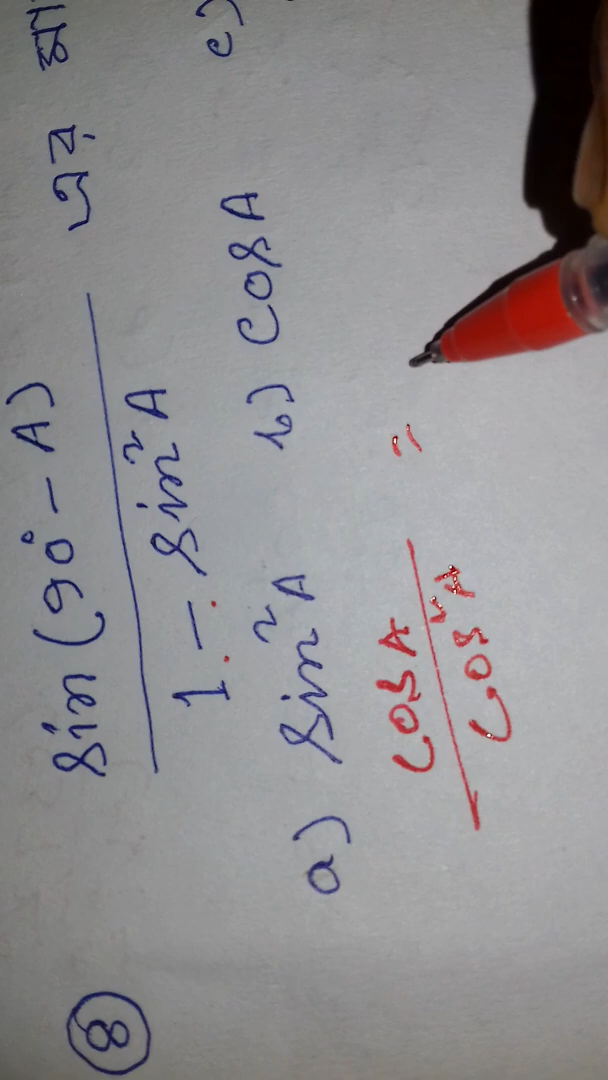 ⑧ sin(90°-A) / 1-sin²A এর
a) sin²A b) cosA c)
cosA / cos²A =